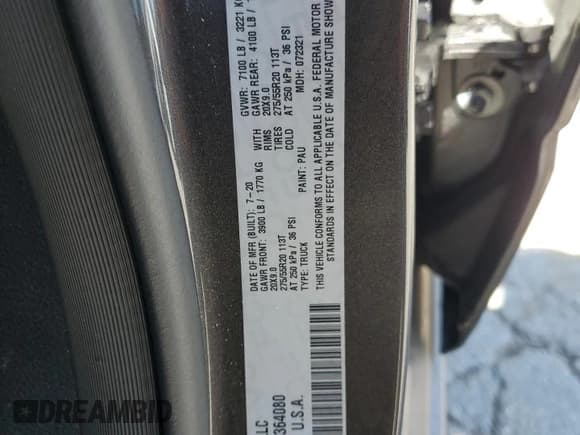 LLC
364080
U.S.A.
DATE OF MFR (BUILT): 7-20
GVWR: 7100 LB / 3221 KG
GAWR FRONT: 3900 LB / 1770 KG WITH GAWR REAR: 4100 LB /
20X9.0 RIMS 20X9.0
275/55R20 113T TIRES 275/55R20 113T
AT 250 kPa / 36 PSI COLD AT 250 kPa / 36 PSI
TYPE: TRUCK PAINT: PAU MDH: 072321
THIS VEHICLE CONFORMS TO ALL APPLICABLE U.S.A. FEDERAL MOTOR
STANDARDS IN EFFECT ON THE DATE OF MANUFACTURE SHOW
DREAMBID